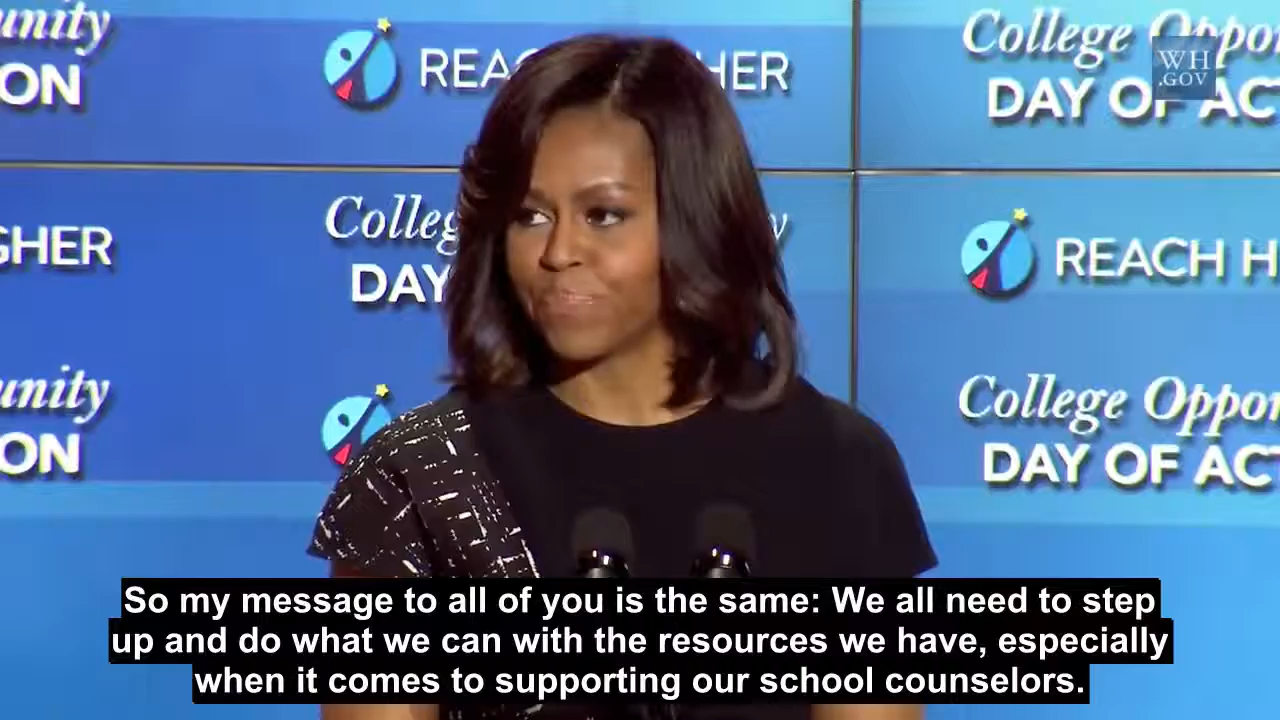 unity
ON
REA HER
College Oppo
DAY OF ACT
WH
.GOV
GHER
College y
DAY
REACH H
unity
ON
College Oppor
DAY OF ACT
So my message to all of you is the same: We all need to step
up and do what we can with the resources we have, especially
when it comes to supporting our school counselors.